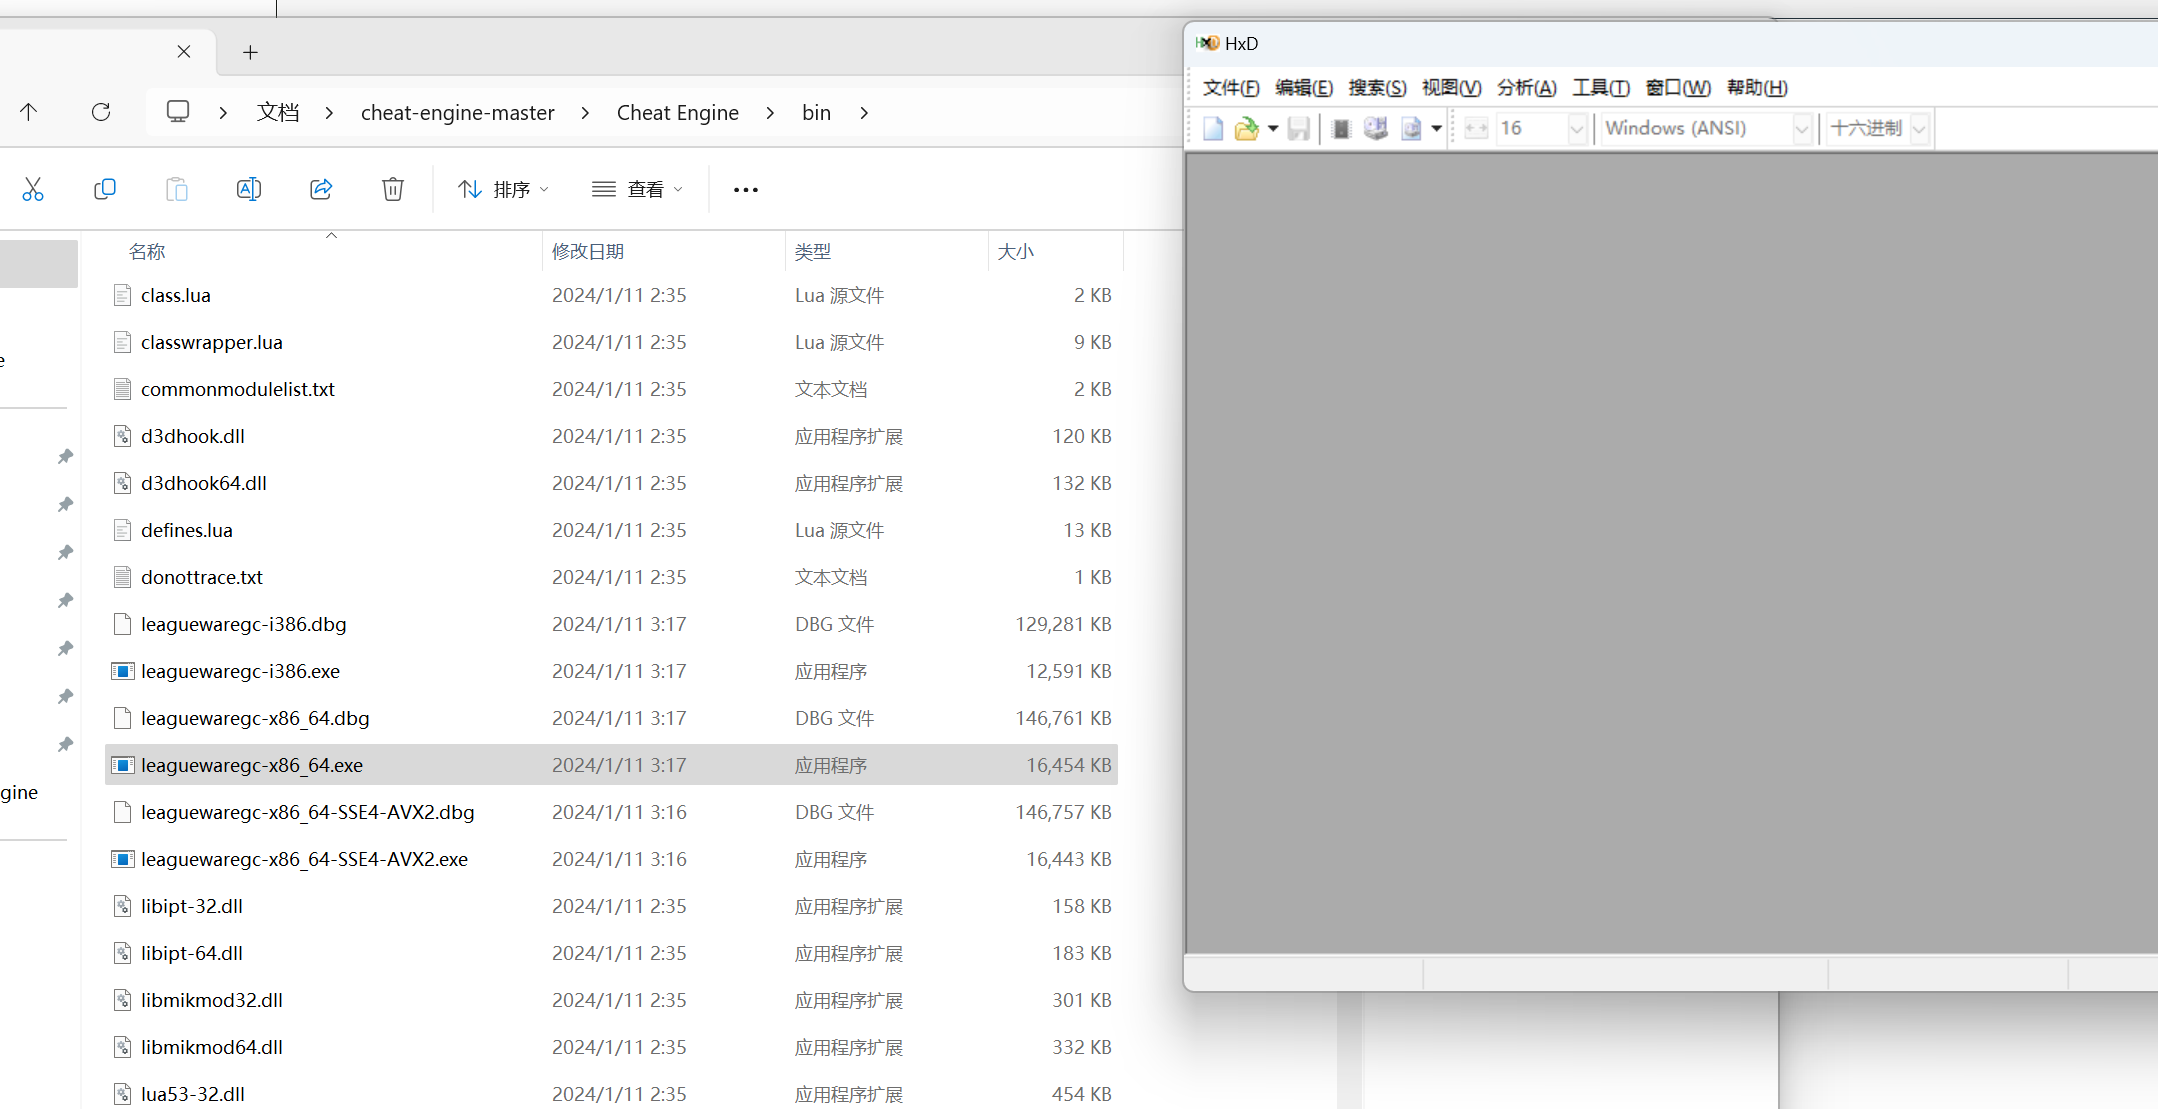 HxD
文件(F) 编辑(E) 搜索(S) 视图(V) 分析(A) 工具(T) 窗口(W) 帮助(H)
16 Windows (ANSI) 十六进制
文档 cheat-engine-master Cheat Engine bin
排序 查看
名称 修改日期 类型 大小
class.lua 2024/1/11 2:35 Lua 源文件 2 KB
classwrapper.lua 2024/1/11 2:35 Lua 源文件 9 KB
e
commonmodulelist.txt 2024/1/11 2:35 文本文档 2 KB
d3dhook.dll 2024/1/11 2:35 应用程序扩展 120 KB
d3dhook64.dll 2024/1/11 2:35 应用程序扩展 132 KB
defines.lua 2024/1/11 2:35 Lua 源文件 13 KB
donottrace.txt 2024/1/11 2:35 文本文档 1 KB
leaguewaregc-i386.dbg 2024/1/11 3:17 DBG 文件 129,281 KB
leaguewaregc-i386.exe 2024/1/11 3:17 应用程序 12,591 KB
leaguewaregc-x86_64.dbg 2024/1/11 3:17 DBG 文件 146,761 KB
leaguewaregc-x86_64.exe 2024/1/11 3:17 应用程序 16,454 KB
gine
leaguewaregc-x86_64-SSE4-AVX2.dbg 2024/1/11 3:16 DBG 文件 146,757 KB
leaguewaregc-x86_64-SSE4-AVX2.exe 2024/1/11 3:16 应用程序 16,443 KB
libipt-32.dll 2024/1/11 2:35 应用程序扩展 158 KB
libipt-64.dll 2024/1/11 2:35 应用程序扩展 183 KB
libmikmod32.dll 2024/1/11 2:35 应用程序扩展 301 KB
libmikmod64.dll 2024/1/11 2:35 应用程序扩展 332 KB
lua53-32.dll 2024/1/11 2:35 应用程序扩展 454 KB